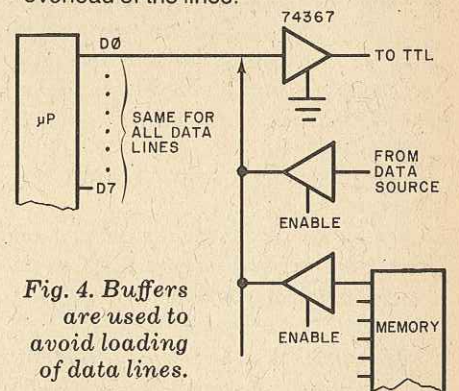 overhead of the lines.
74367
DØ
TO TTL
µP
SAME FOR
ALL DATA
LINES
D7
FROM
DATA
SOURCE
ENABLE
ENABLE
MEMORY
Fig. 4. Buffers
are used to
avoid loading
of data lines.